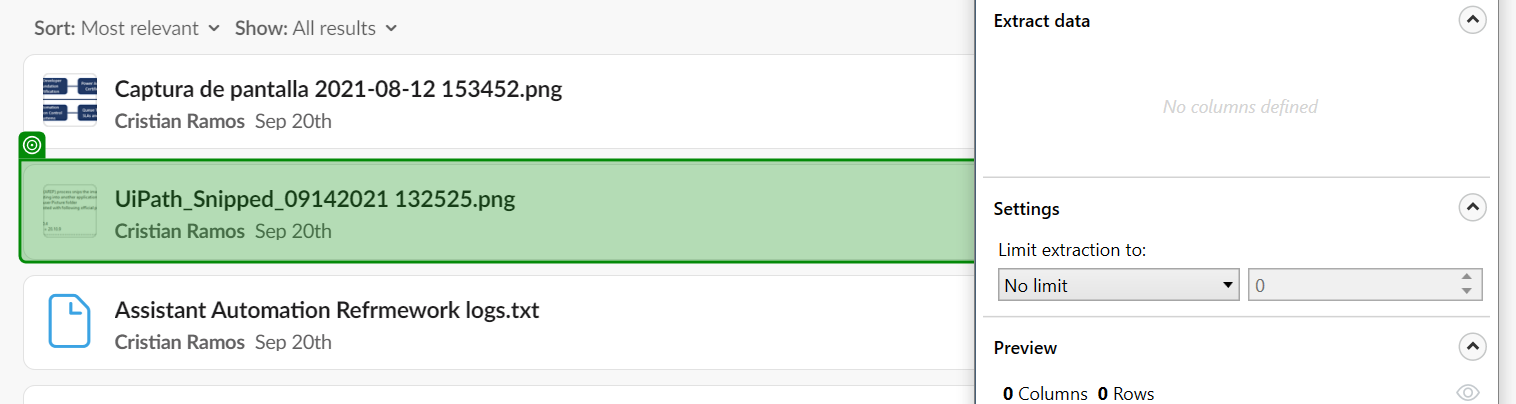 Sort: Most relevant Show: All results
Captura de pantalla 2021-08-12 153452.png
Cristian Ramos Sep 20th
UiPath_Snipped_09142021 132525.png
Cristian Ramos Sep 20th
Assistant Automation Refrmework logs.txt
Cristian Ramos Sep 20th
Extract data
No columns defined
Settings
Limit extraction to:
No limit 0
Preview
0 Columns 0 Rows